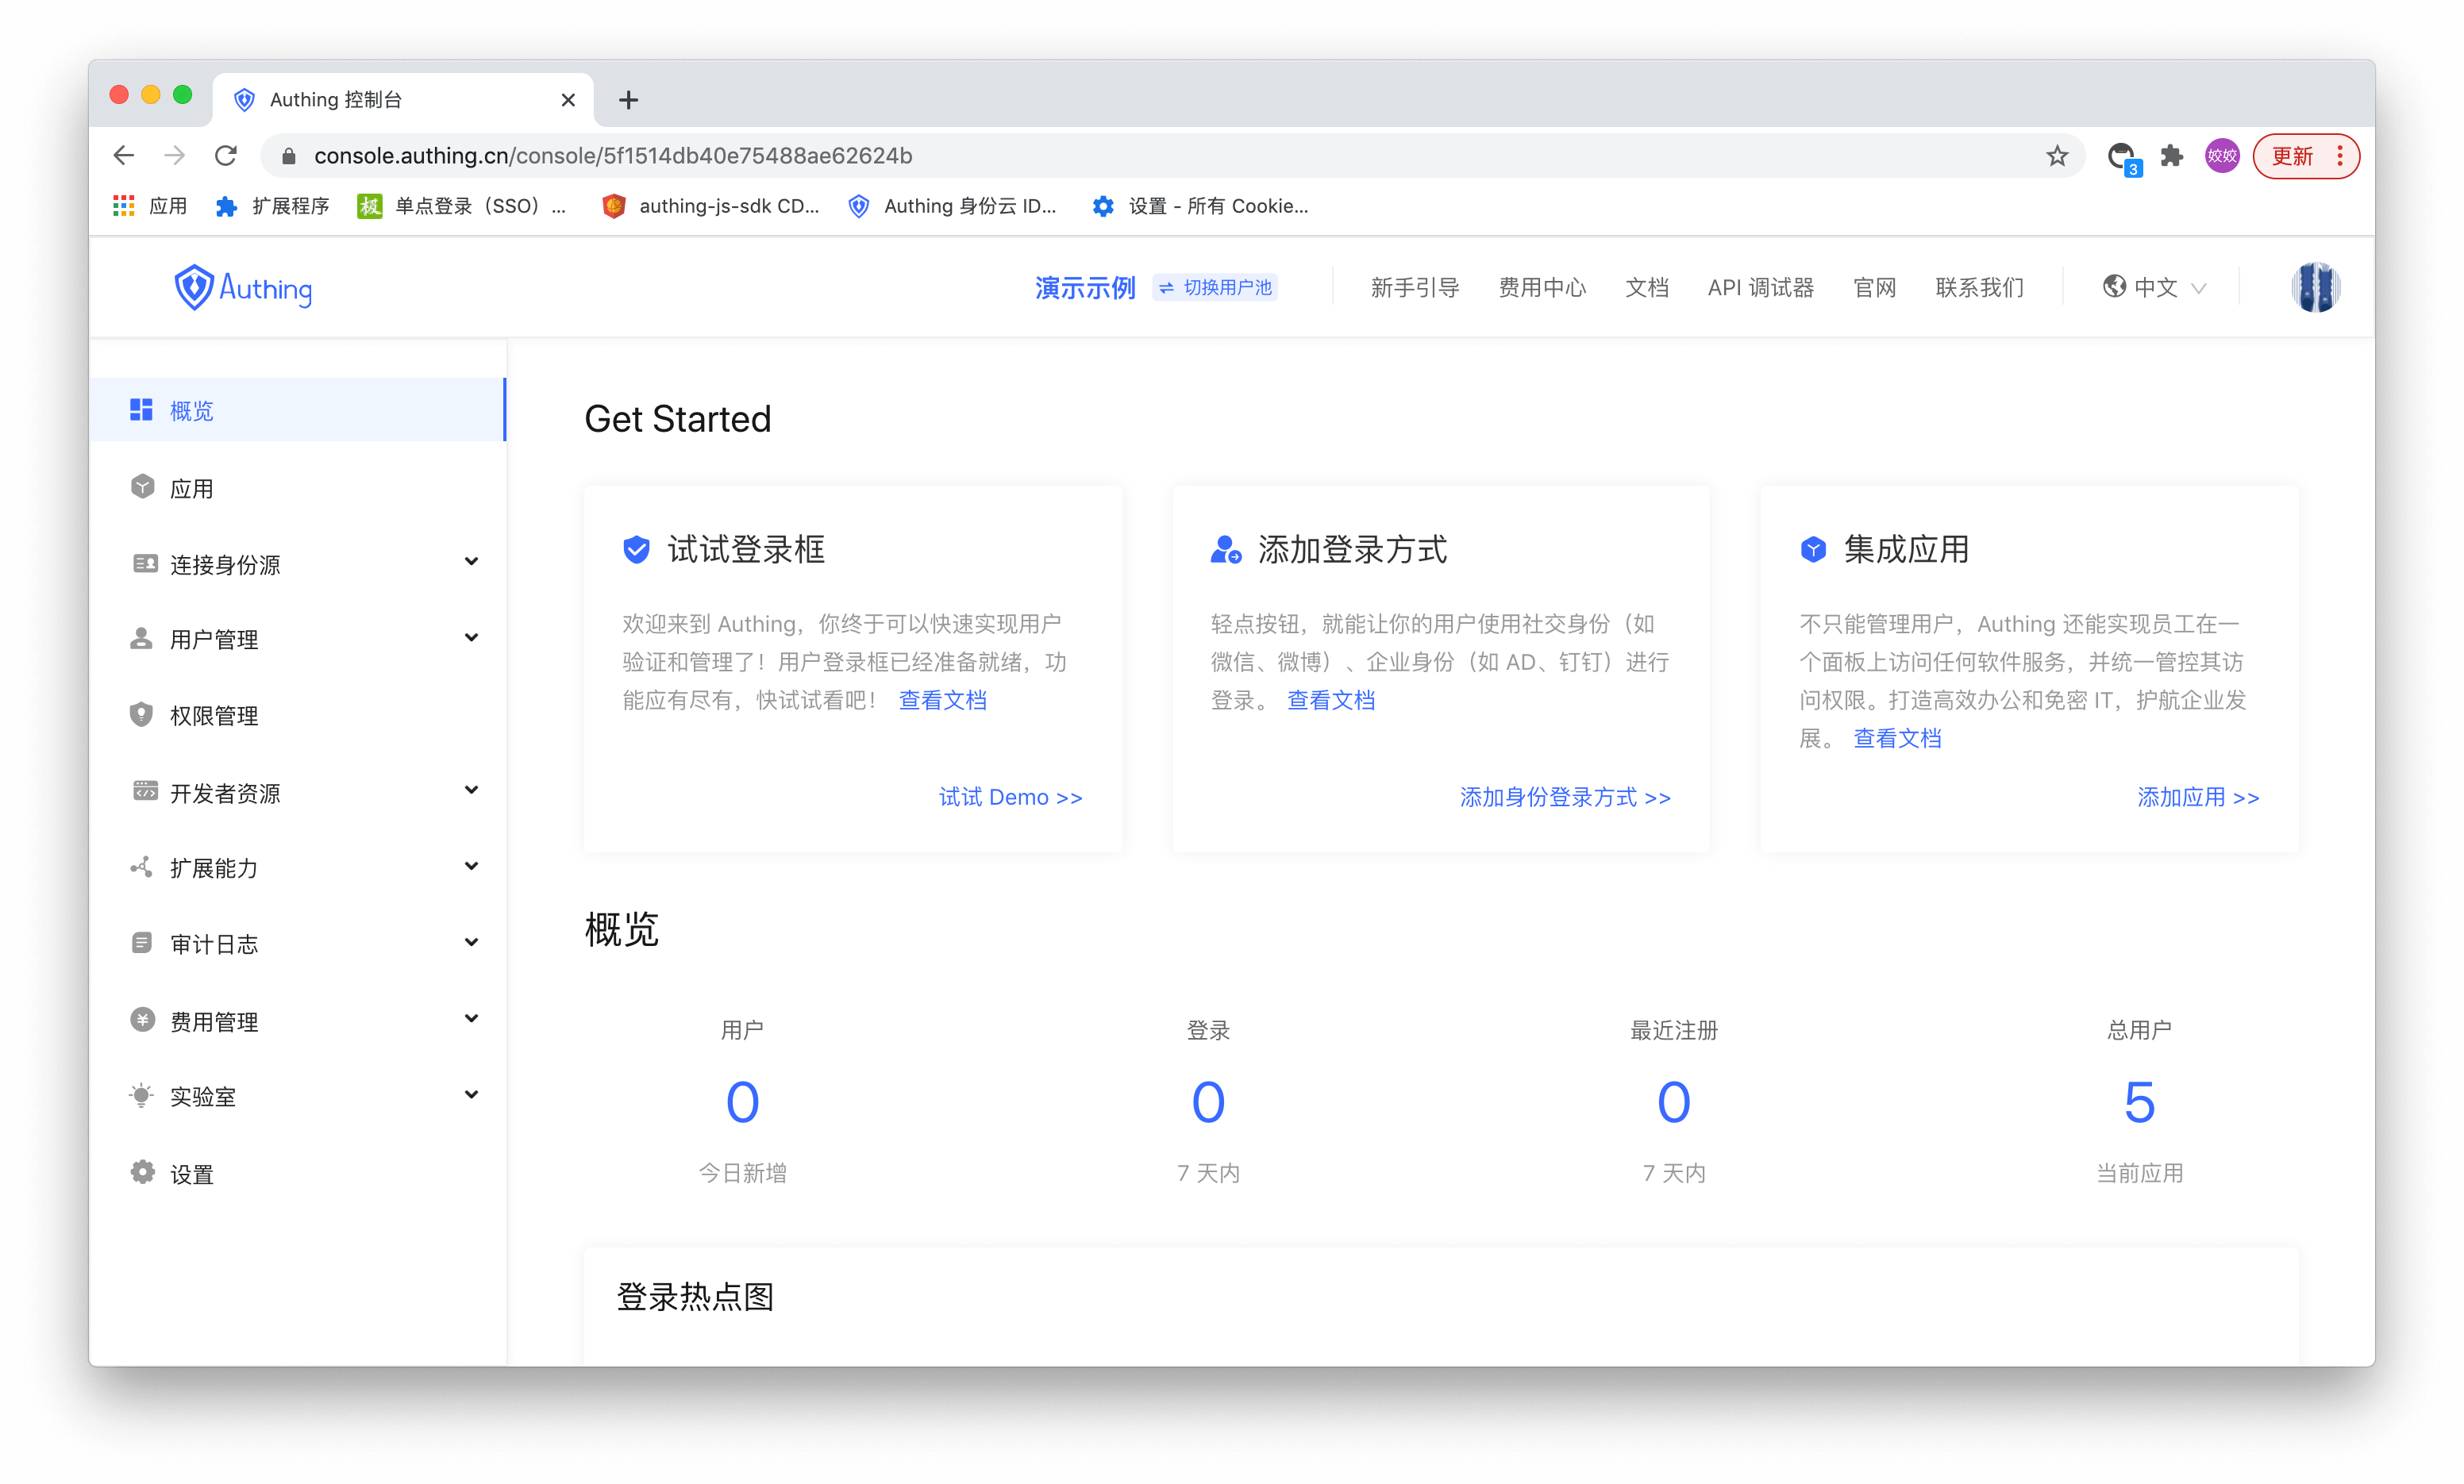 Authing 控制台
console.authing.cn/console/5f1514db40e75488ae62624b
3
姣姣
更新
应用
扩展程序
极
单点登录（SSO）...
authing-js-sdk CD...
Authing 身份云 ID...
设置 - 所有 Cookie...
Authing
演示示例
切换用户池
新手引导
费用中心
文档
API 调试器
官网
联系我们
中文
概览
应用
连接身份源
用户管理
权限管理
开发者资源
扩展能力
审计日志
费用管理
实验室
设置
Get Started
试试登录框
欢迎来到 Authing，你终于可以快速实现用户
验证和管理了！用户登录框已经准备就绪，功
能应有尽有，快试试看吧！ 查看文档
试试 Demo >>
添加登录方式
轻点按钮，就能让你的用户使用社交身份（如
微信、微博）、企业身份（如 AD、钉钉）进行
登录。 查看文档
添加身份登录方式 >>
集成应用
不只能管理用户，Authing 还能实现员工在一
个面板上访问任何软件服务，并统一管控其访
问权限。打造高效办公和免密 IT，护航企业发
展。 查看文档
添加应用 >>
概览
用户
0
今日新增
登录
0
7 天内
最近注册
0
7 天内
总用户
5
当前应用
登录热点图